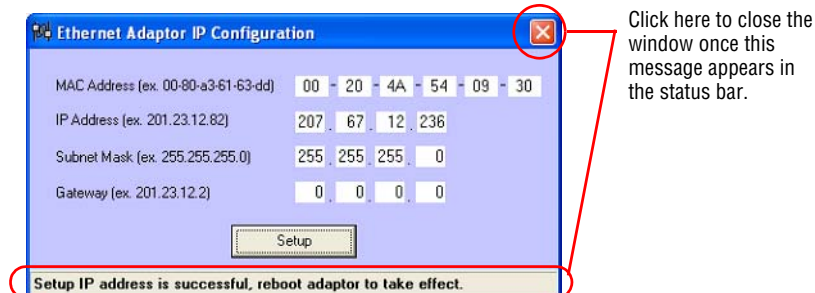 Ethernet Adaptor IP Configuration
MAC Address (ex. 00-80-a3-61-63-dd) 00 - 20 - 4A - 54 - 09 - 30
IP Address (ex. 201.23.12.82) 207 . 67 . 12 . 236
Subnet Mask (ex. 255.255.255.0) 255 . 255 . 255 . 0
Gateway (ex. 201.23.12.2) 0 . 0 . 0 . 0
Setup
Setup IP address is successful, reboot adaptor to take effect.
Click here to close the
window once this
message appears in
the status bar.